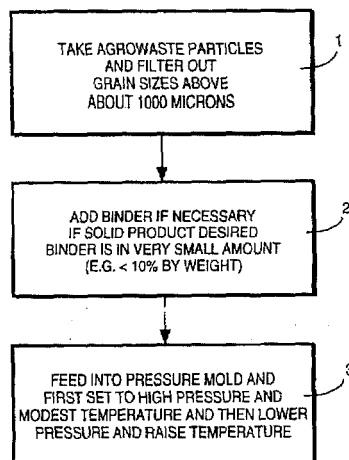 TAKE AGROWASTE PARTICLES
AND FILTER OUT
GRAIN SIZES ABOVE
ABOUT 1000 MICRONS
1
ADD BINDER IF NECESSARY
IF SOLID PRODUCT DESIRED
BINDER IS IN VERY SMALL AMOUNT
(E.G. < 10% BY WEIGHT)
2
FEED INTO PRESSURE MOLD AND
FIRST SET TO HIGH PRESSURE AND
MODEST TEMPERATURE AND THEN LOWER
PRESSURE AND RAISE TEMPERATURE
3